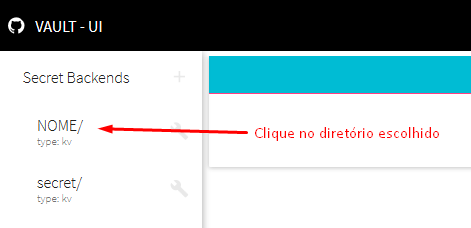 VAULT - UI
Secret Backends +
NOME/
type: kv
Clique no diretório escolhido
secret/
type: kv